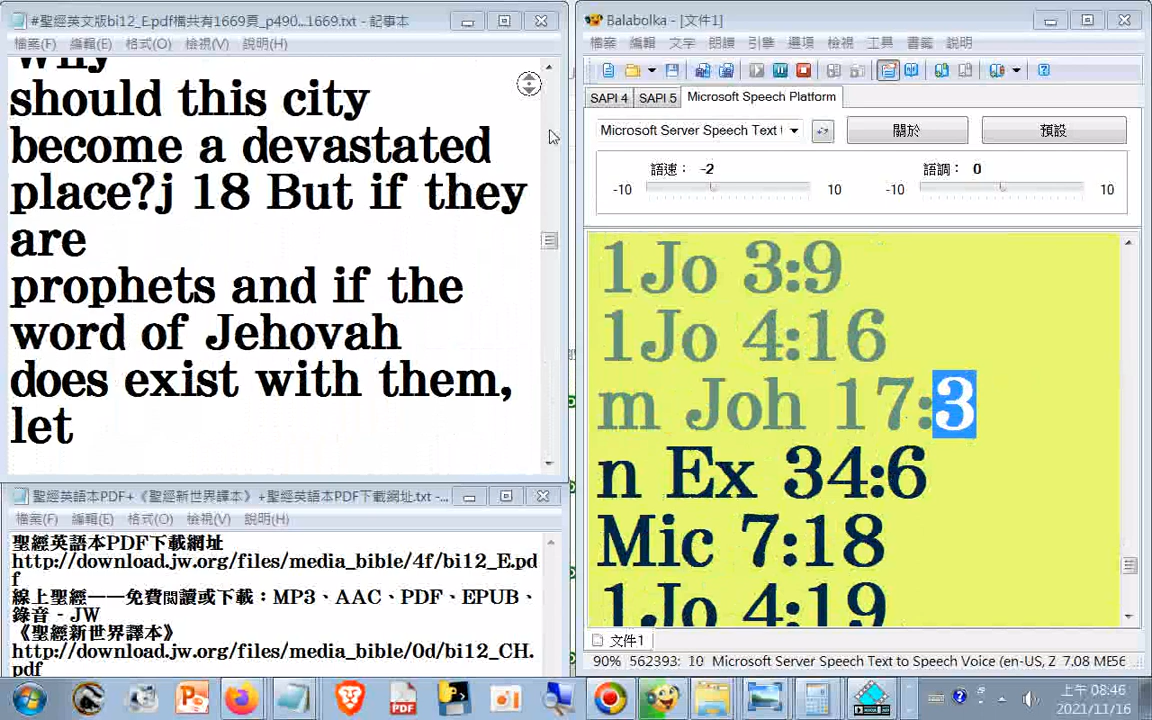 #聖經英文版bi12_E.pdf檔共有1669頁_p490...1669.txt - 記事本
檔案(F) 編輯(E) 格式(O) 檢視(V) 說明(H)
Why
should this city
become a devastated
place?j 18 But if they
are
prophets and if the
word of Jehovah
does exist with them,
let
聖經英語本PDF+《聖經新世界譯本》+聖經英語本PDF下載網址.txt -...
檔案(F) 編輯(E) 格式(O) 檢視(V) 說明(H)
聖經英語本PDF下載網址
http://download.jw.org/files/media_bible/4f/bi12_E.pd
f
線上聖經——免費閱讀或下載：MP3、AAC、PDF、EPUB、
錄音 - JW
《聖經新世界譯本》
http://download.jw.org/files/media_bible/0d/bi12_CH.
pdf
Balabolka - [文件1]
檔案 編輯 文字 朗讀 引擎 選項 檢視 工具 書籤 說明
SAPI 4 SAPI 5 Microsoft Speech Platform
Microsoft Server Speech Text 關於 預設
語速： -2 語調： 0
-10 10 -10 10
1Jo 3:9
1Jo 4:16
m Joh 17:3
n Ex 34:6
Mic 7:18
1Jo 4:19
文件1
90% 562393: 10 Microsoft Server Speech Text to Speech Voice (en-US, Z 7.08 ME56
PDF
上午 08:46
2021/11/16